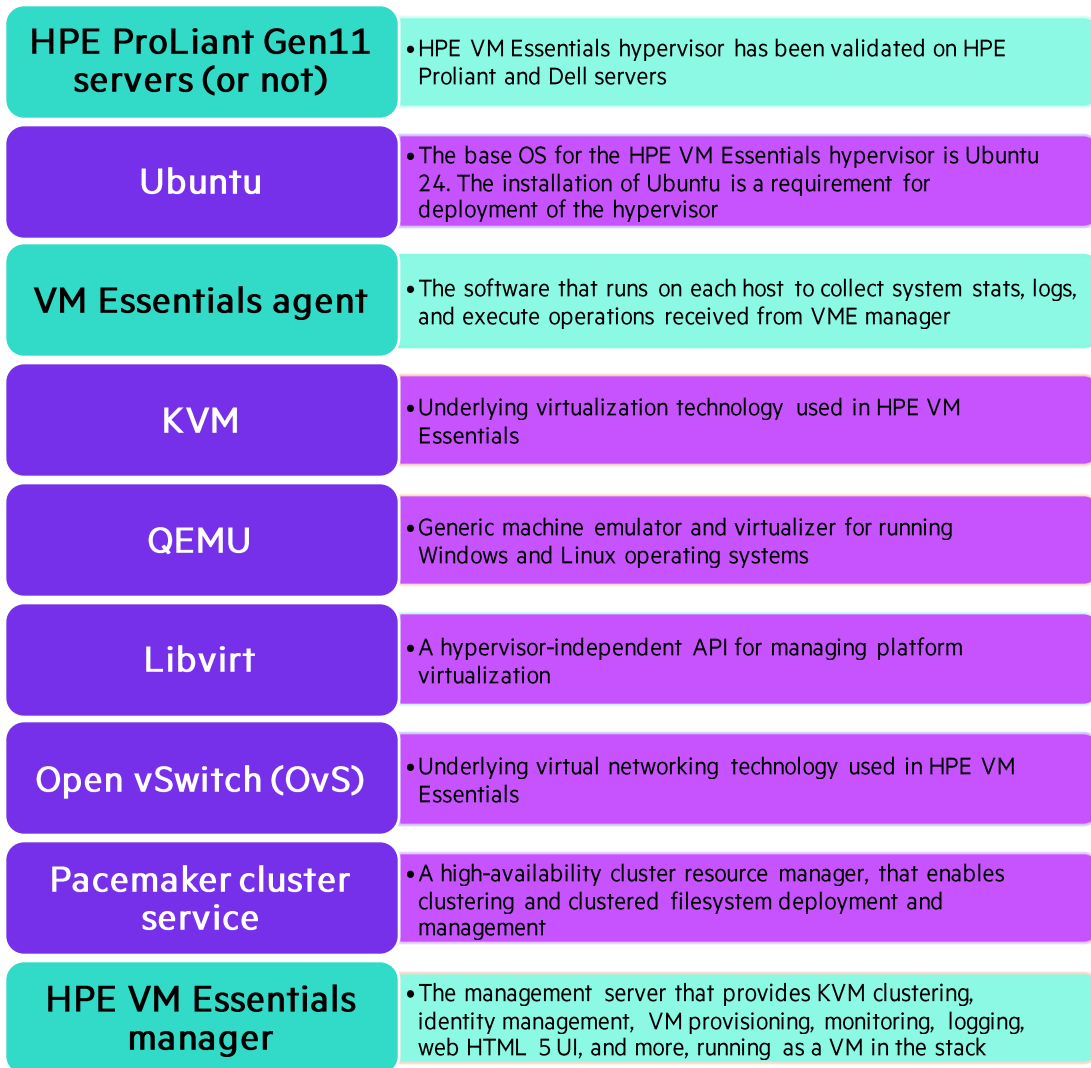 HPE ProLiant Gen11
servers (or not)
•HPE VM Essentials hypervisor has been validated on HPE
Proliant and Dell servers
Ubuntu
•The base OS for the HPE VM Essentials hypervisor is Ubuntu
24. The installation of Ubuntu is a requirement for
deployment of the hypervisor
VM Essentials agent
•The software that runs on each host to collect system stats, logs,
and execute operations received from VME manager
KVM
•Underlying virtualization technology used in HPE VM
Essentials
QEMU
•Generic machine emulator and virtualizer for running
Windows and Linux operating systems
Libvirt
•A hypervisor-independent API for managing platform
virtualization
Open vSwitch (OvS)
•Underlying virtual networking technology used in HPE VM
Essentials
Pacemaker cluster
service
•A high-availability cluster resource manager, that enables
clustering and clustered filesystem deployment and
management
HPE VM Essentials
manager
•The management server that provides KVM clustering,
identity management, VM provisioning, monitoring, logging,
web HTML 5 UI, and more, running as a VM in the stack